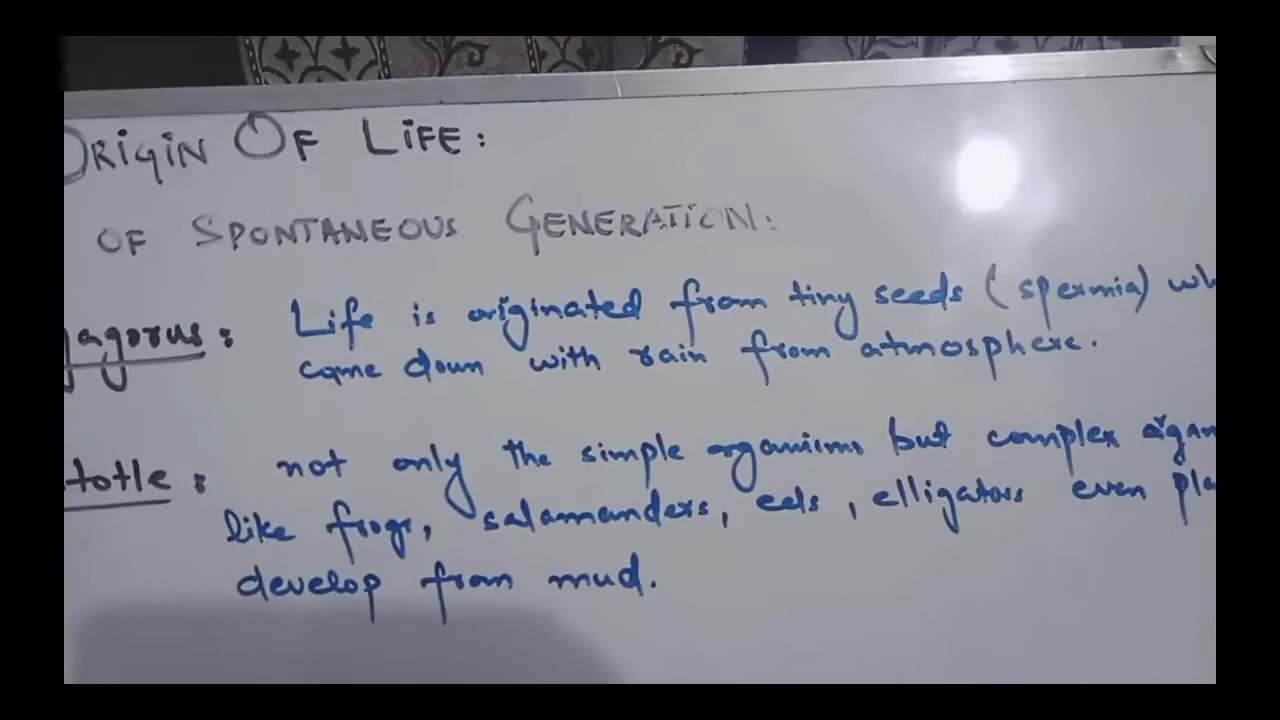 ORIGIN OF LIFE:
OF SPONTANEOUS GENERATION:
agorus: Life is originated from tiny seeds (spermia) wh
come down with rain from atmosphere.
totle: not only the simple organisms but complex organ
like frogs, salamanders, eels, elligators even pla
develop from mud.